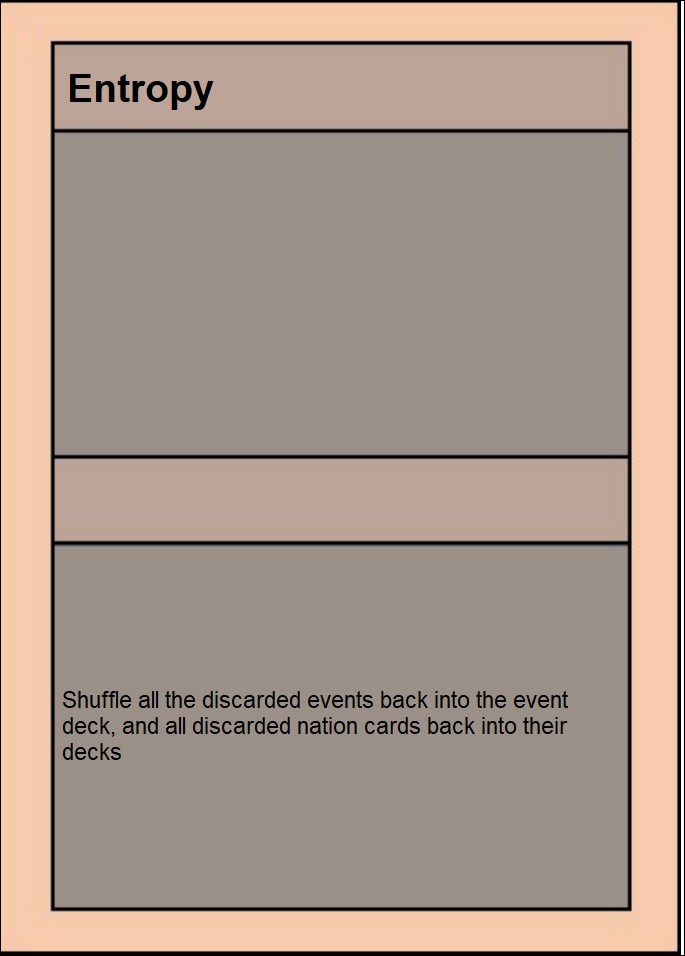 Entropy
Shuffle all the discarded events back into the event
deck, and all discarded nation cards back into their
decks